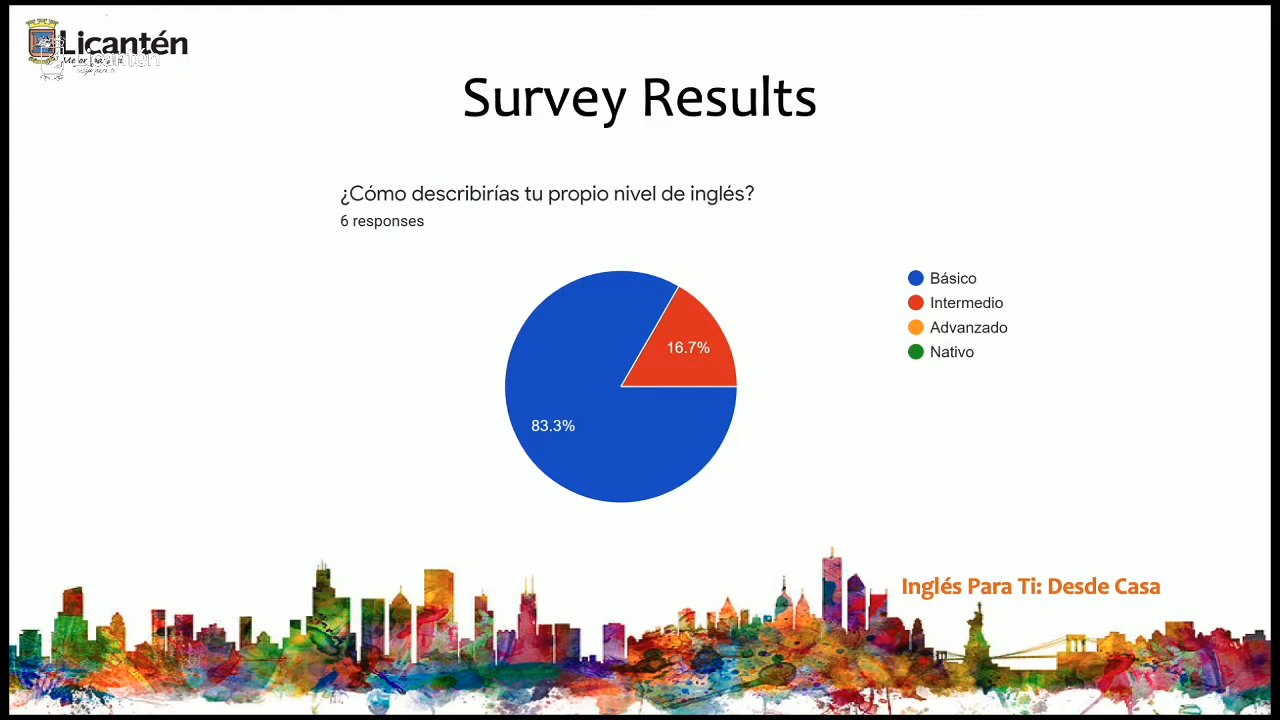 Licantén
Survey Results
¿Cómo describirías tu propio nivel de inglés?
6 responses
Básico
Intermedio
Advanzado
Nativo
16.7%
83.3%
Inglés Para Ti: Desde Casa